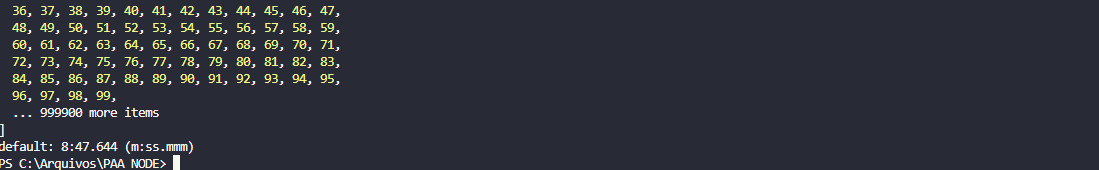 36, 37, 38, 39, 40, 41, 42, 43, 44, 45, 46, 47,
48, 49, 50, 51, 52, 53, 54, 55, 56, 57, 58, 59,
60, 61, 62, 63, 64, 65, 66, 67, 68, 69, 70, 71,
72, 73, 74, 75, 76, 77, 78, 79, 80, 81, 82, 83,
84, 85, 86, 87, 88, 89, 90, 91, 92, 93, 94, 95,
96, 97, 98, 99,
... 999900 more items
]
default: 8:47.644 (m:ss.mmm)
PS C:\Arquivos\PAA NODE>